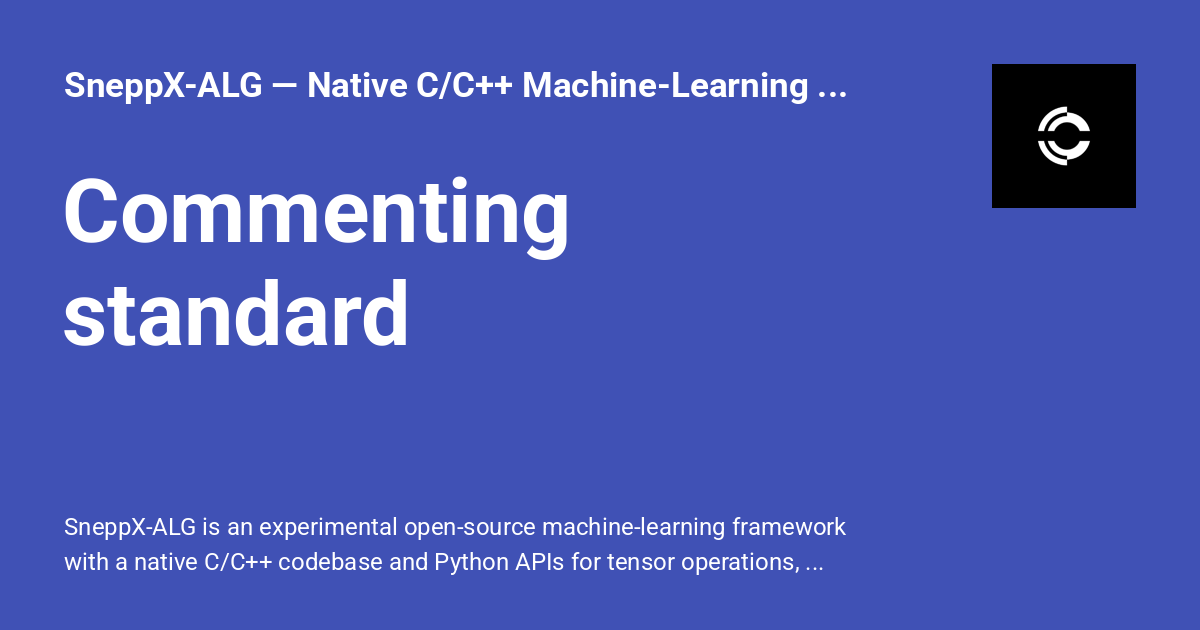 SneppX-ALG — Native C/C++ Machine-Learning ...
Commenting
standard
SneppX-ALG is an experimental open-source machine-learning framework
with a native C/C++ codebase and Python APIs for tensor operations, ...